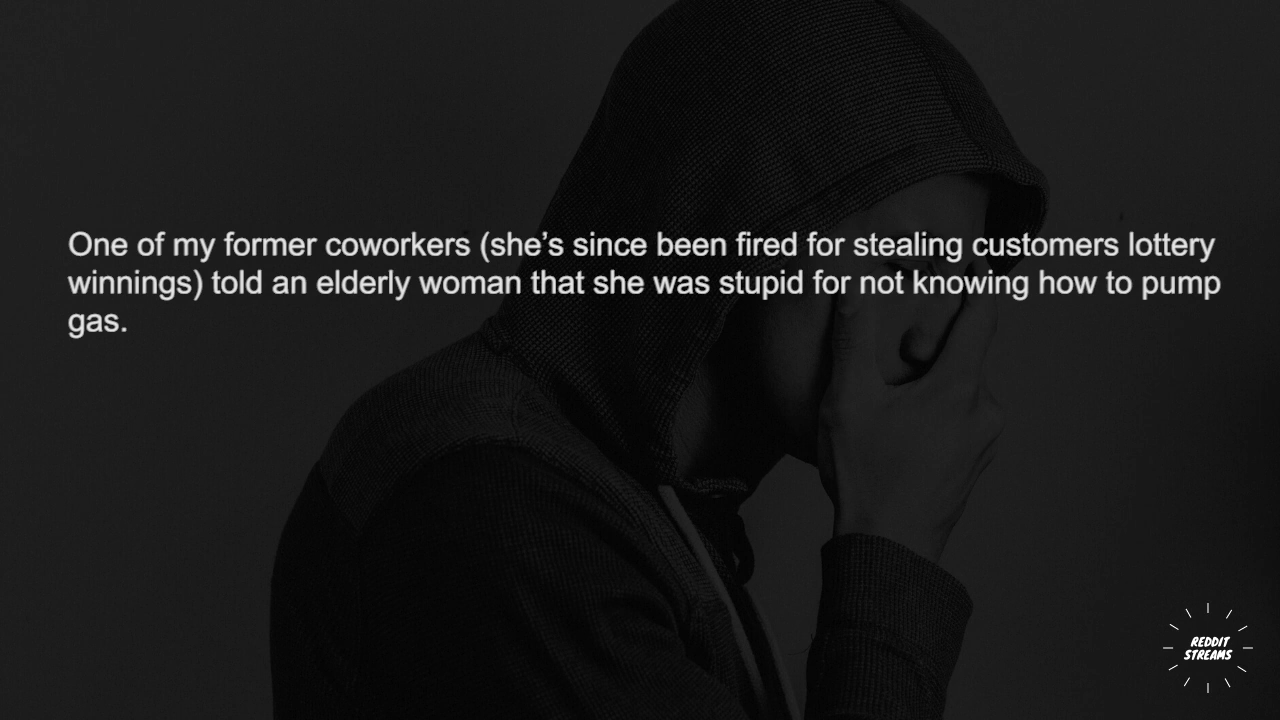 One of my former coworkers (she’s since been fired for stealing customers lottery
winnings) told an elderly woman that she was stupid for not knowing how to pump
gas.
REDDIT
STREAMS